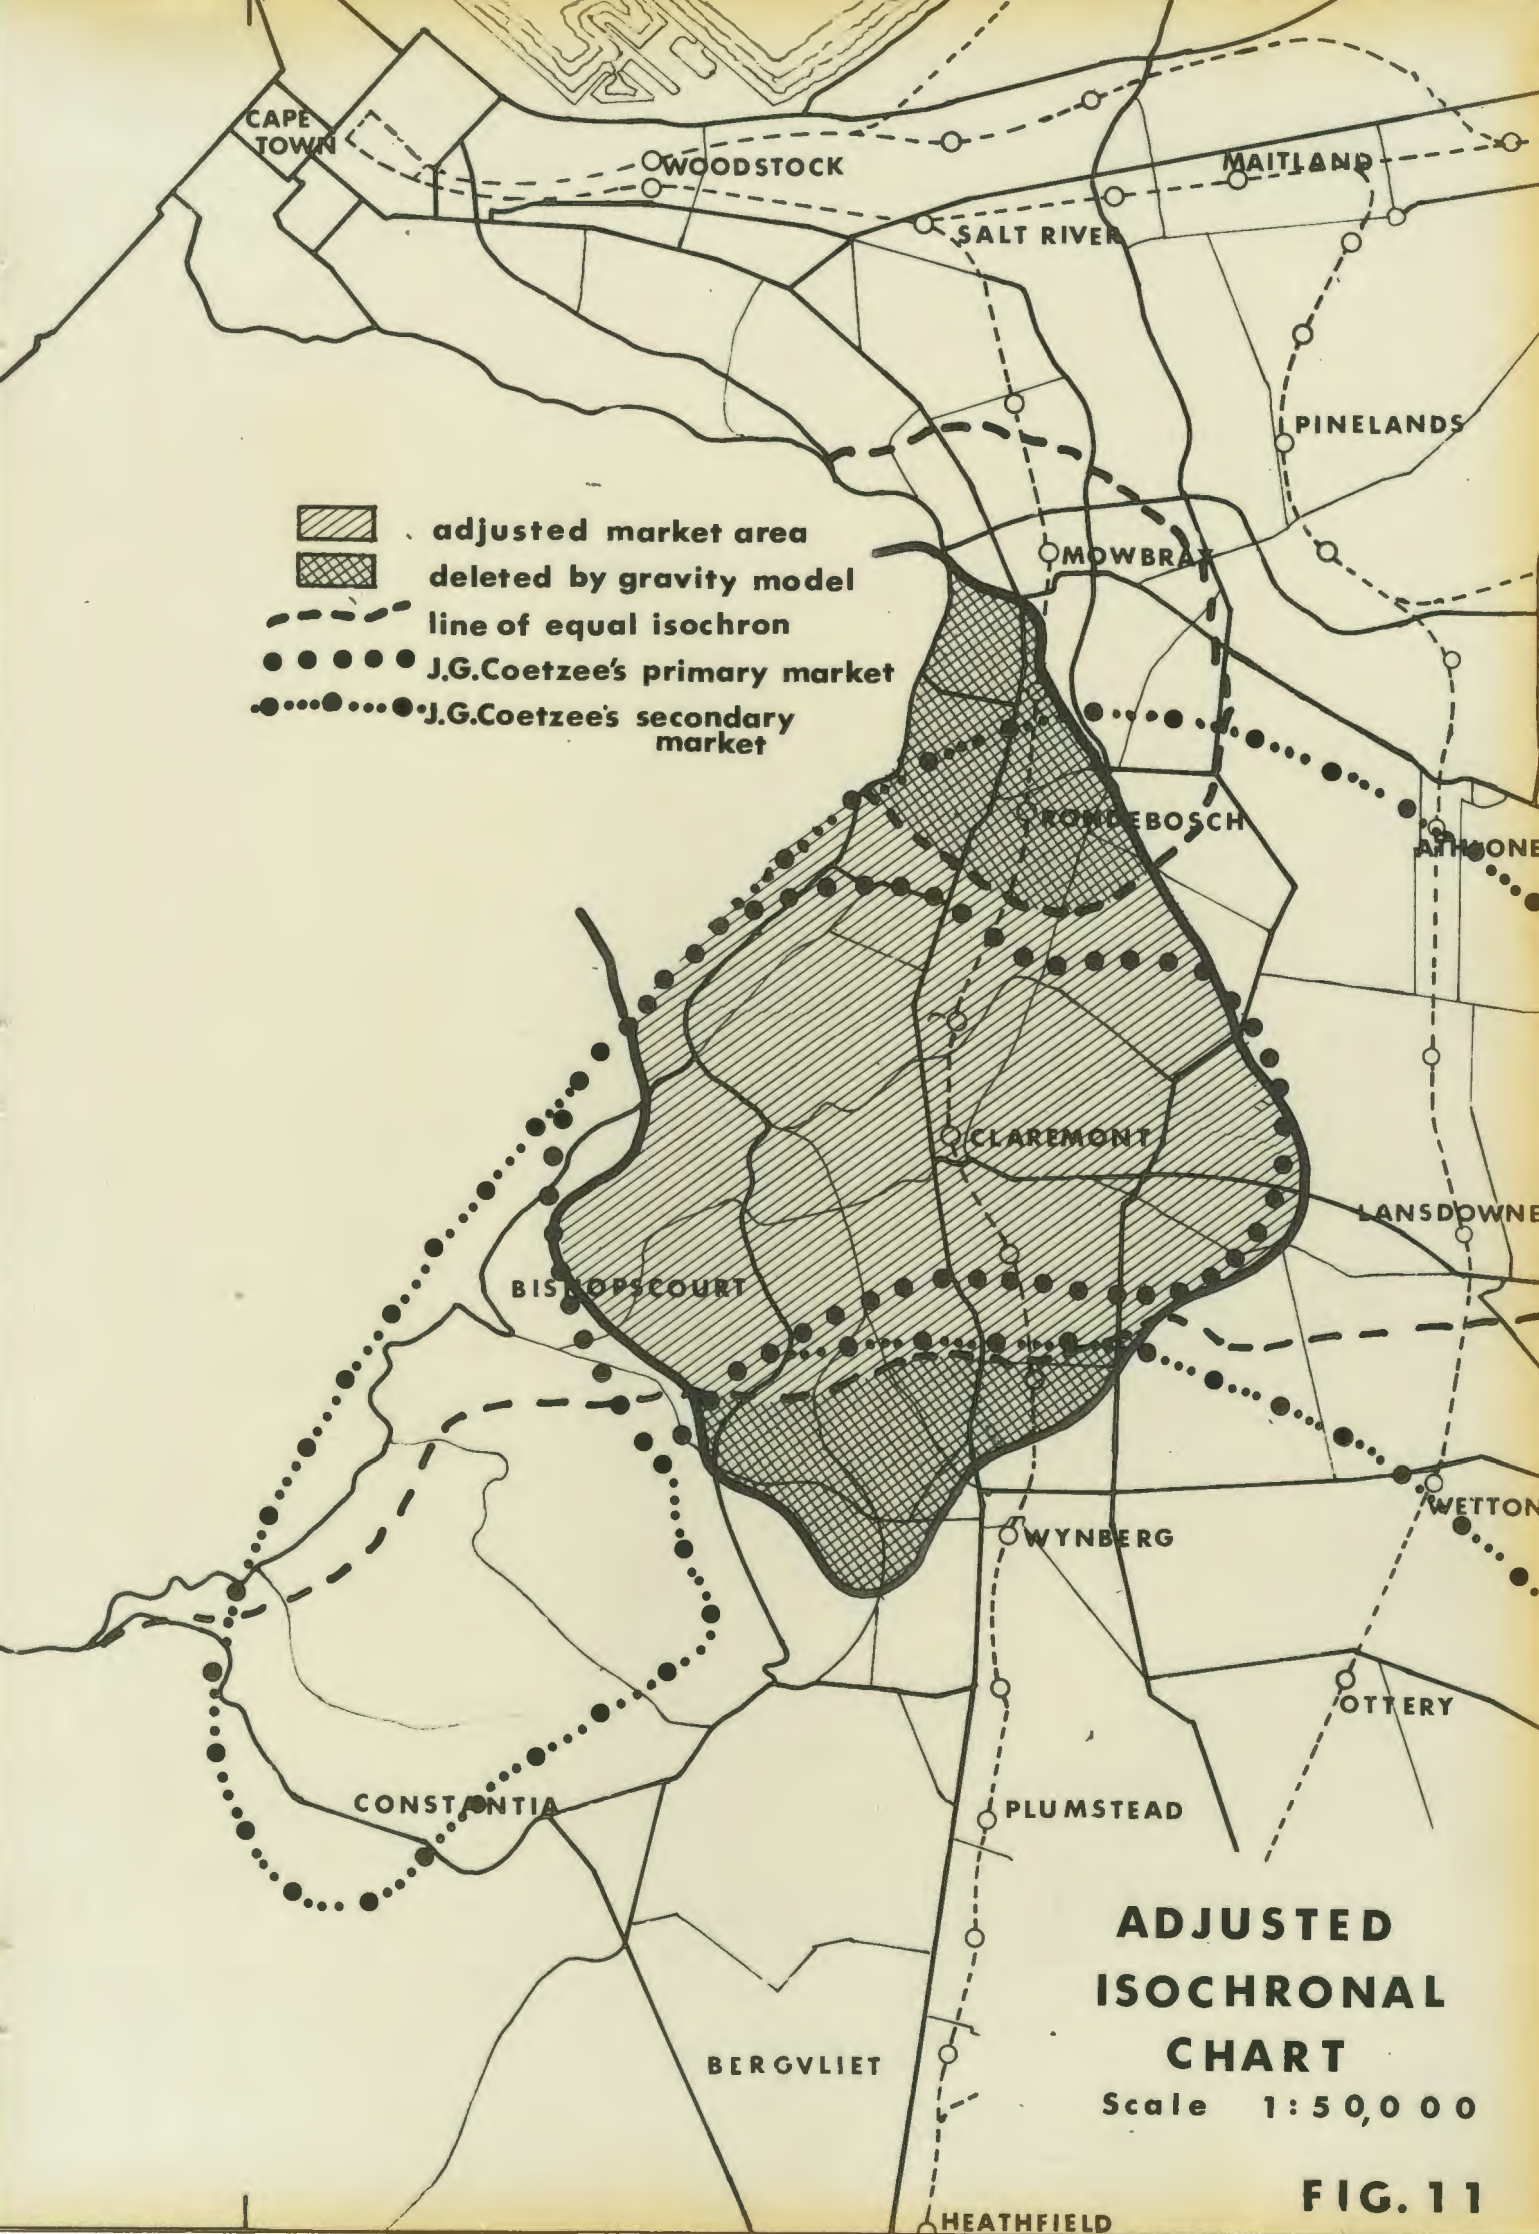 CAPE
TOWN
WOODSTOCK
MAITLAND
SALT RIVER
PINELANDS
adjusted market area
deleted by gravity model
line of equal isochron
J.G.Coetzee's primary market
J.G.Coetzee's secondary
market
MOWBRAY
RONDEBOSCH
ATHLONE
CLAREMONT
LANSDOWNE
BISHOPSCOURT
WETTON
WYNBERG
OTTERY
CONSTANTIA
PLUMSTEAD
BERGVLIET
HEATHFIELD
ADJUSTED
ISOCHRONAL
CHART
Scale 1:50,000
FIG. 11